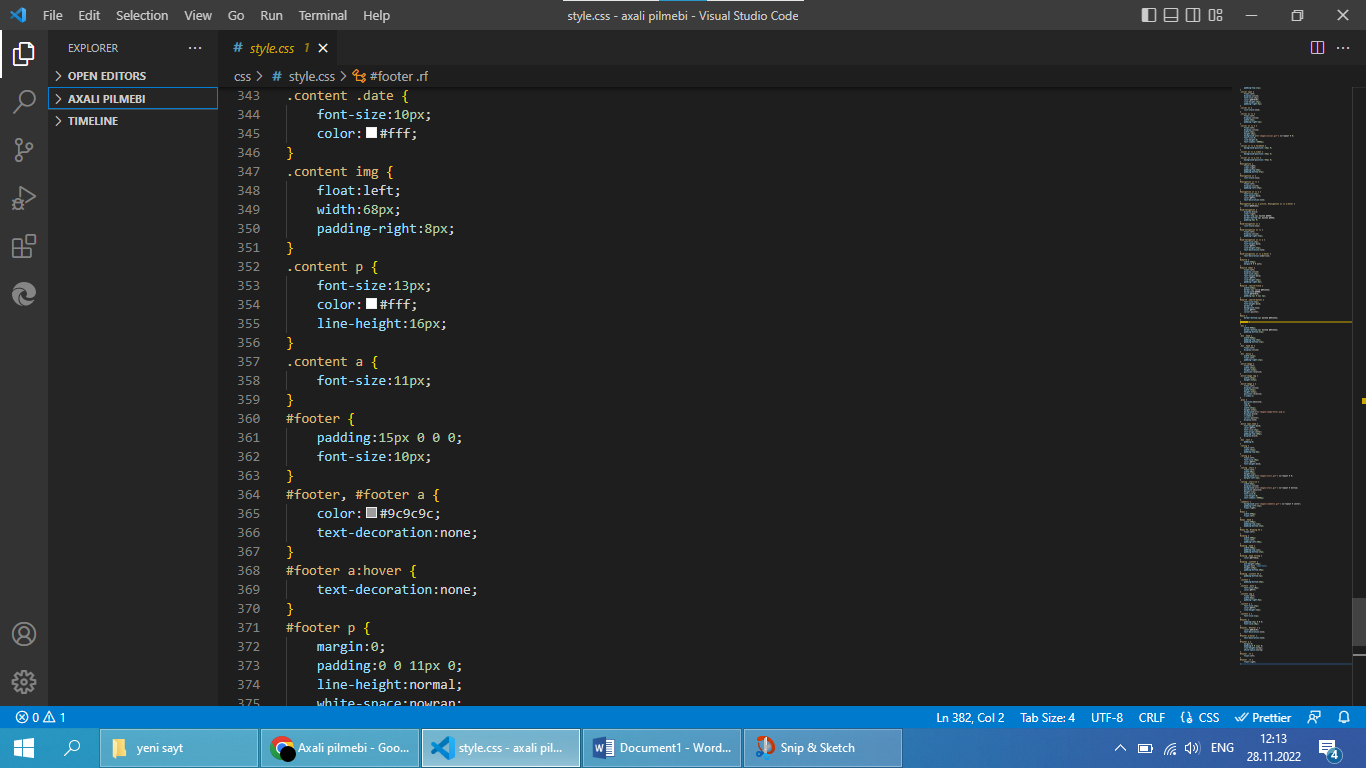 File Edit Selection View Go Run Terminal Help
style.css - axali pilmebi - Visual Studio Code
EXPLORER
OPEN EDITORS
AXALI PILMEBI
TIMELINE
style.css 1
css > style.css > #footer .rf
343 .content .date {
344 font-size:10px;
345 color:#fff;
346 }
347 .content img {
348 float:left;
349 width:68px;
350 padding-right:8px;
351 }
352 .content p {
353 font-size:13px;
354 color:#fff;
355 line-height:16px;
356 }
357 .content a {
358 font-size:11px;
359 }
360 #footer {
361 padding:15px 0 0 0;
362 font-size:10px;
363 }
364 #footer, #footer a {
365 color:#9c9c9c;
366 text-decoration:none;
367 }
368 #footer a:hover {
369 text-decoration:none;
370 }
371 #footer p {
372 margin:0;
373 padding:0 0 11px 0;
374 line-height:normal;
375 white-space:nowrap;
0 1 Ln 382, Col 2 Tab Size: 4 UTF-8 CRLF CSS Prettier
yeni sayt
Axali pilmebi - Goo...
style.css - axali pil...
Document1 - Word...
Snip & Sketch
ENG
12:13
28.11.2022
4